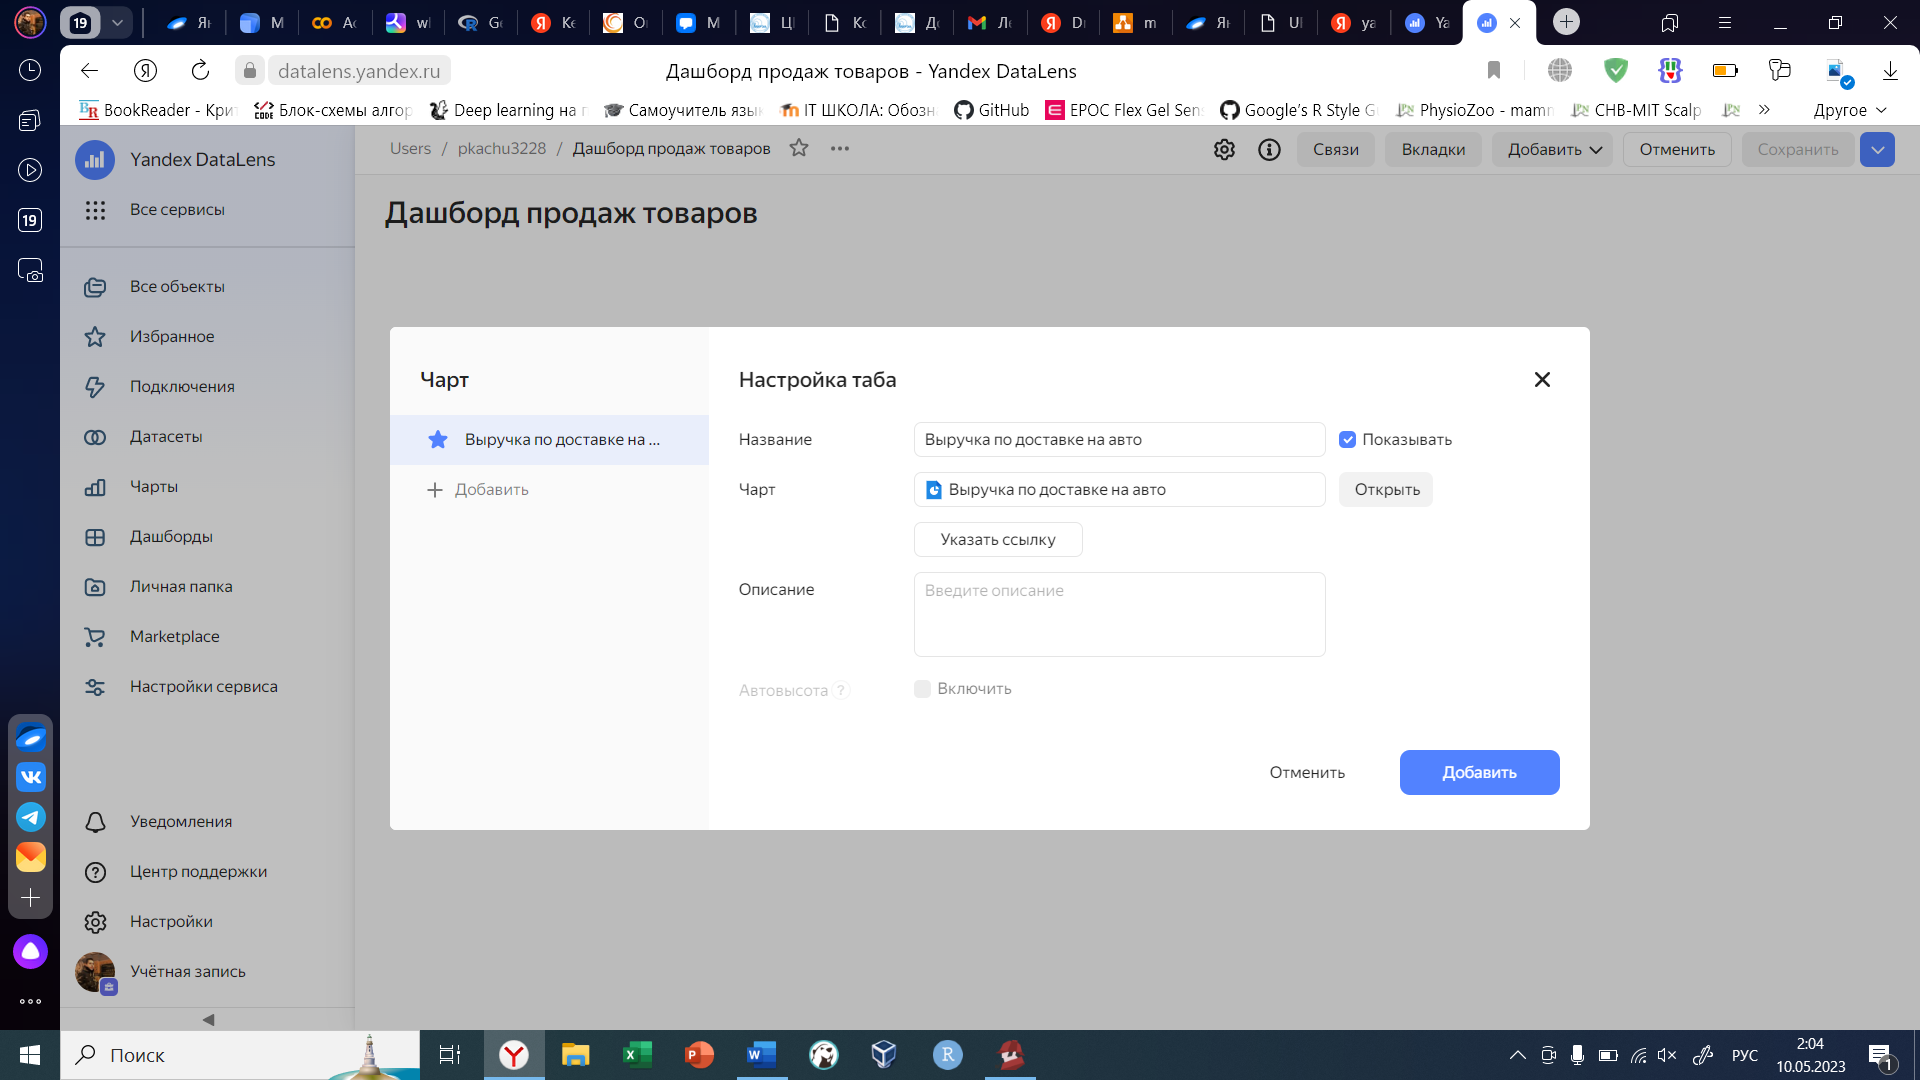 19
datalens.yandex.ru
Дашборд продаж товаров - Yandex DataLens
BookReader - Кри
Блок-схемы алгор
Deep learning на
Самоучитель язы
IT ШКОЛА: Обозн
GitHub
EPOC Flex Gel Sen
Google's R Style G
PhysioZoo - mam
CHB-MIT Scalp
»
Другое
19
Yandex DataLens
Все сервисы
Users / pkachu3228 / Дашборд продаж товаров
Связи
Вкладки
Добавить
Отменить
Сохранить
Дашборд продаж товаров
Все объекты
Избранное
Подключения
Датасеты
Чарты
Дашборды
Личная папка
Marketplace
Настройки сервиса
Уведомления
Центр поддержки
Настройки
Учётная запись
Чарт
Выручка по доставке на ...
Добавить
Настройка таба
Название
Выручка по доставке на авто
Показывать
Чарт
Выручка по доставке на авто
Открыть
Указать ссылку
Описание
Введите описание
Автовысота ?
Включить
Отменить
Добавить
Поиск
РУС
2:04
10.05.2023
1